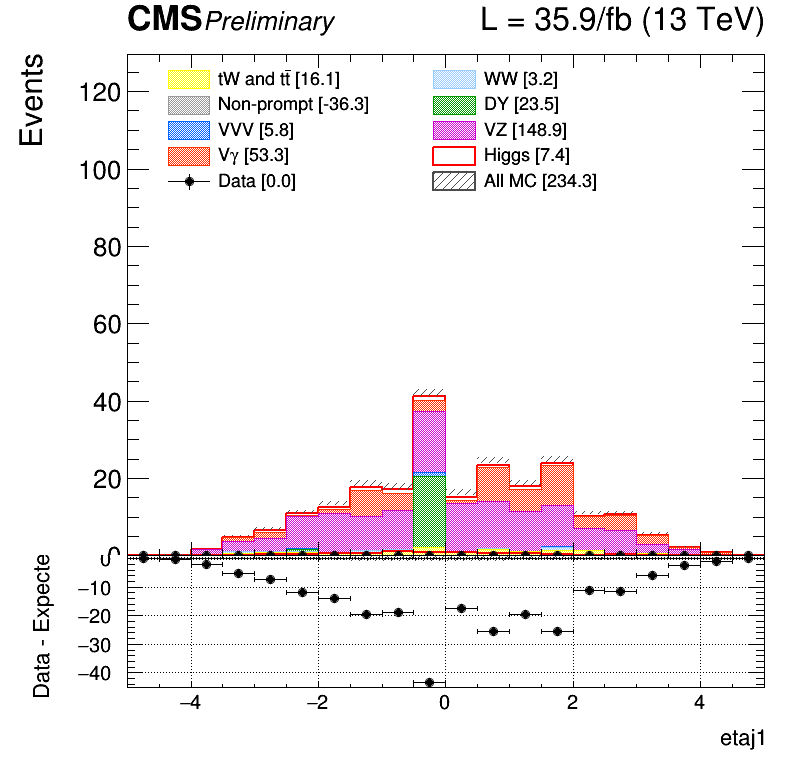 CMS Preliminary L = 35.9/fb (13 TeV)
Events
tW and tt̄ [16.1] WW [3.2]
Non-prompt [-36.3] DY [23.5]
VVV [5.8] VZ [148.9]
Vγ [53.3] Higgs [7.4]
Data [0.0] All MC [234.3]
120
100
80
60
40
20
0
Data - Expecte
0
−10
−20
−30
−40
−4 −2 0 2 4
etaj1